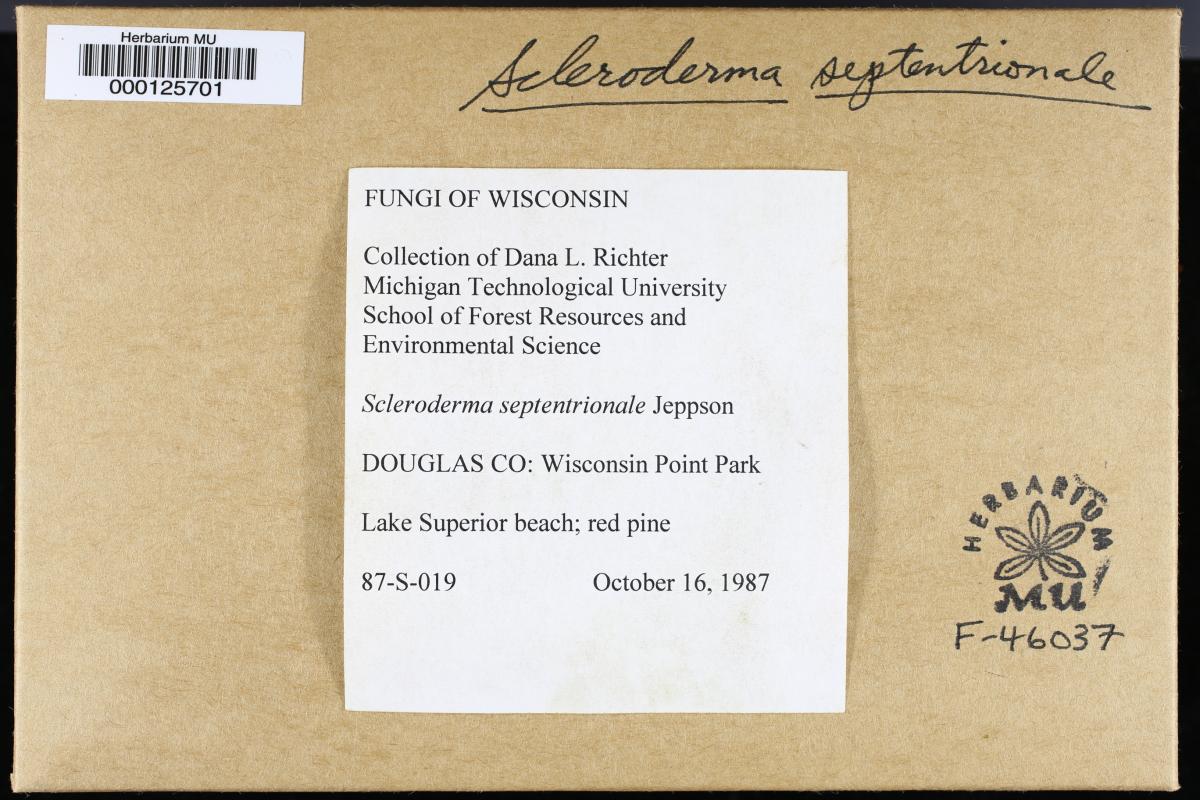 Herbarium MU
000125701
Scleroderma septentrionale
FUNGI OF WISCONSIN
Collection of Dana L. Richter
Michigan Technological University
School of Forest Resources and
Environmental Science
Scleroderma septentrionale Jeppson
DOUGLAS CO: Wisconsin Point Park
Lake Superior beach; red pine
87-S-019 October 16, 1987
HERBARIUM
MU
F-46037